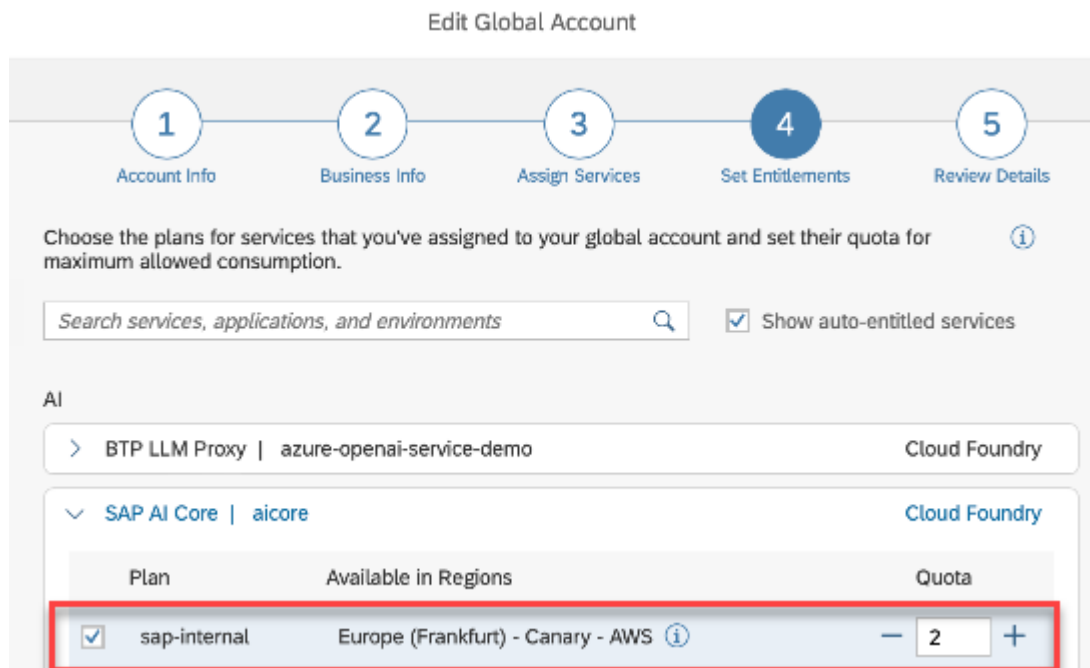 Edit Global Account
1 2 3 4 5
Account Info Business Info Assign Services Set Entitlements Review Details
Choose the plans for services that you've assigned to your global account and set their quota for
maximum allowed consumption.
Search services, applications, and environments Show auto-entitled services
AI
BTP LLM Proxy | azure-openai-service-demo Cloud Foundry
SAP AI Core | aicore Cloud Foundry
Plan Available in Regions Quota
sap-internal Europe (Frankfurt) - Canary - AWS − 2 +